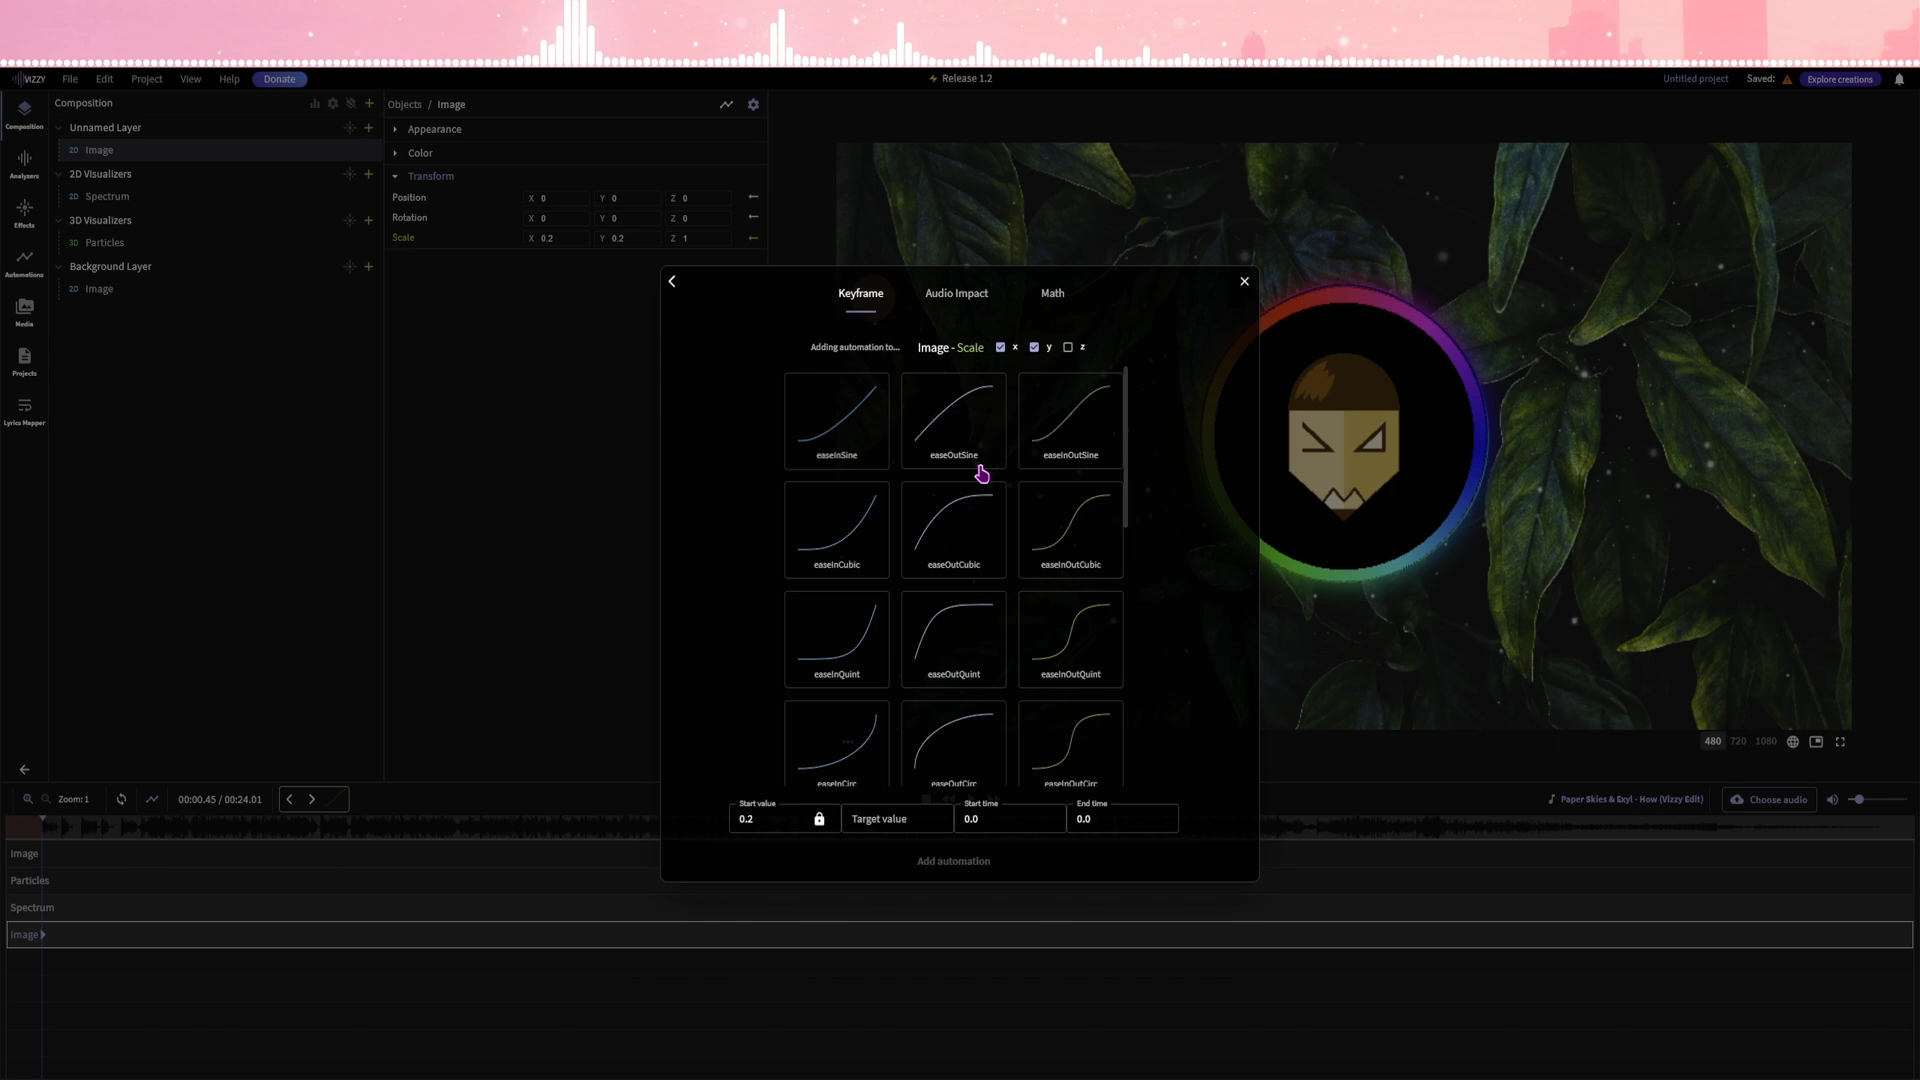 VIZZY File Edit Project View Help Donate
Release 1.2
Untitled project Saved: Explore creations
Composition
Analyzers
Effects
Automations
Media
Projects
Lyrics Mapper
Composition
Unnamed Layer
2D Image
2D Visualizers
2D Spectrum
3D Visualizers
3D Particles
Background Layer
2D Image
Objects / Image
Appearance
Color
Transform
Position X 0 Y 0 Z 0
Rotation X 0 Y 0 Z 0
Scale X 0.2 Y 0.2 Z 1
Keyframe Audio Impact Math
Adding automation to... Image - Scale x y z
easeInSine easeOutSine easeInOutSine
easeInCubic easeOutCubic easeInOutCubic
easeInQuint easeOutQuint easeInOutQuint
easeInCirc easeOutCirc easeInOutCirc
Start value Start time End time
0.2 Target value 0.0 0.0
Add automation
480 720 1080
Zoom: 1 00:00.45 / 00:24.01
Paper Skies & Exyl - How (Vizzy Edit) Choose audio
Image
Particles
Spectrum
Image